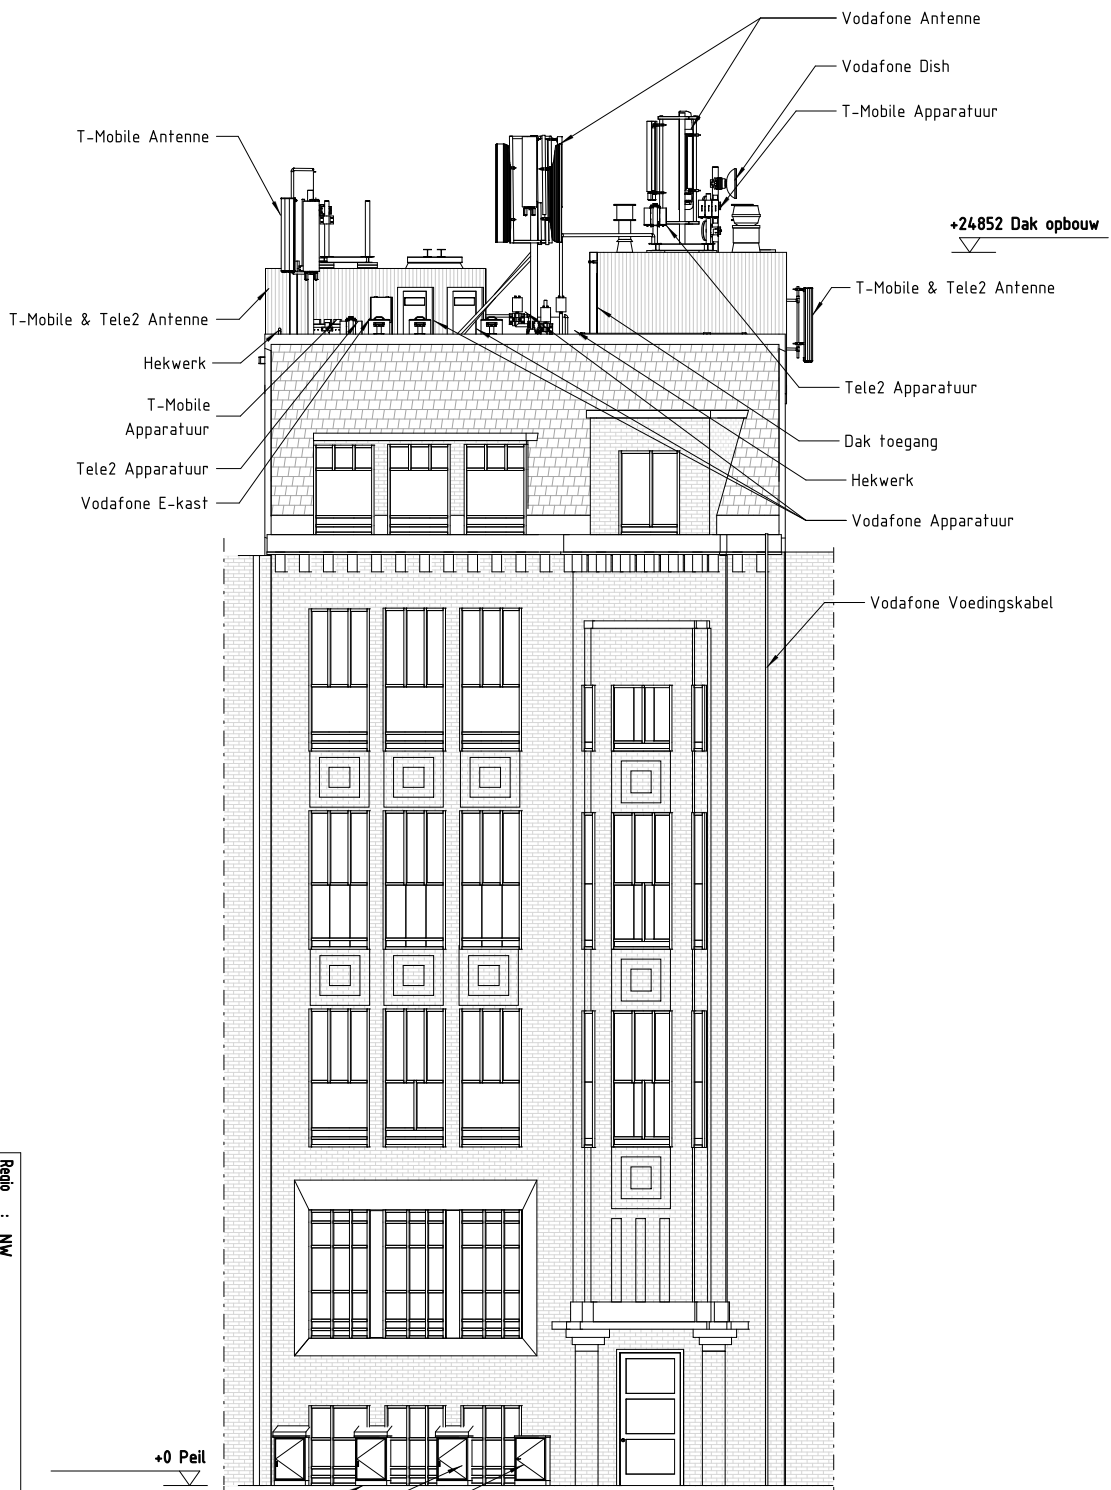 Vodafone Antenne
Vodafone Dish
T-Mobile Apparatuur
T-Mobile Antenne
+24852 Dak opbouw
T-Mobile & Tele2 Antenne
T-Mobile & Tele2 Antenne
Hekwerk
Tele2 Apparatuur
T-Mobile
Apparatuur
Dak toegang
Tele2 Apparatuur
Hekwerk
Vodafone E-kast
Vodafone Apparatuur
Vodafone Voedingskabel
Regio : NW
+0 Peil